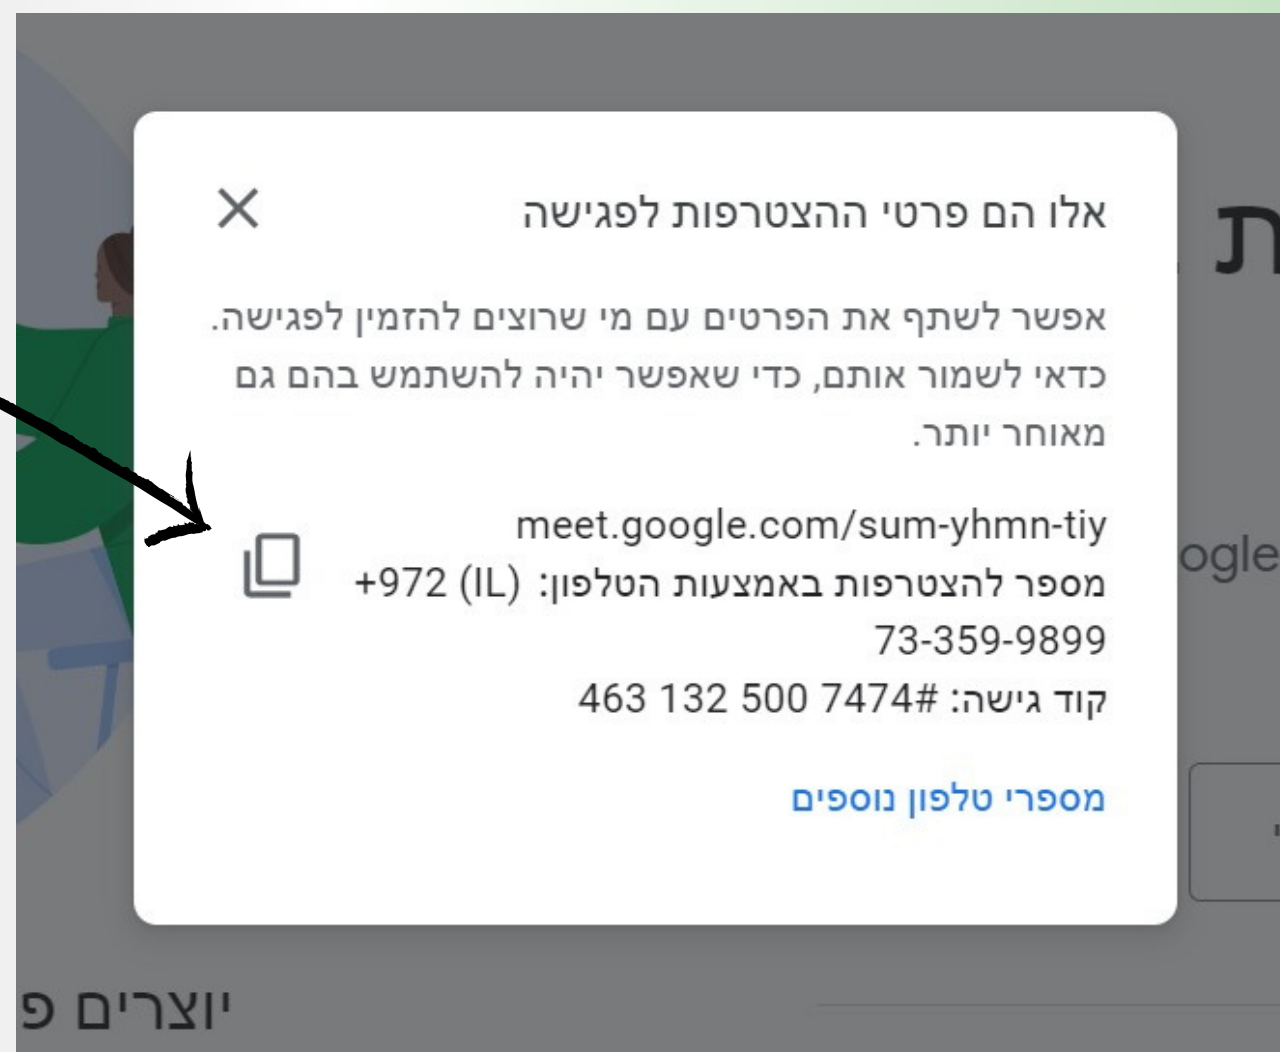 אלו הם פרטי ההצטרפות לפגישה
אפשר לשתף את הפרטים עם מי שרוצים להזמין לפגישה.
כדאי לשמור אותם, כדי שאפשר יהיה להשתמש בהם גם
מאוחר יותר.
meet.google.com/sum-yhmn-tiy
מספר להצטרפות באמצעות הטלפון: (IL) +972
73-359-9899
קוד גישה: 463 132 500 7474#
מספרי טלפון נוספים
ת
ogle
יוצרים פ